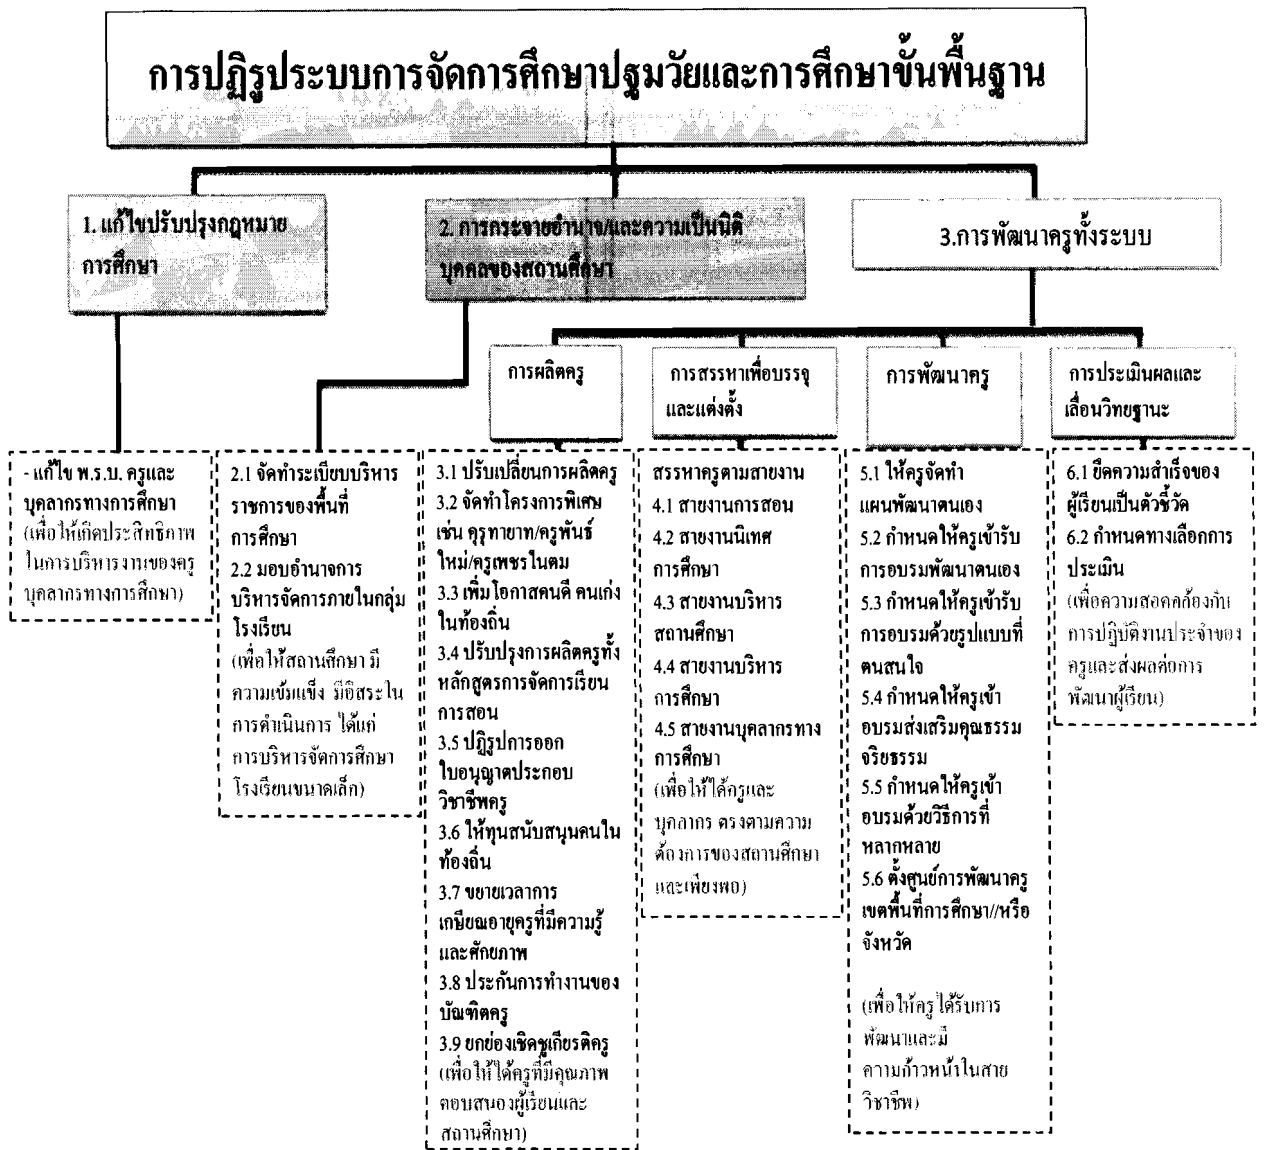 การปฏิรูประบบการจัดการศึกษาปฐมวัยและการศึกษาขั้นพื้นฐาน
1. แก้ไขปรับปรุงกฎหมาย
การศึกษา
2. การกระจายอำนาจ/และความเป็นนิติ
บุคคลของสถานศึกษา
3.การพัฒนาครูทั้งระบบ
การผลิตครู
การสรรหาเพื่อบรรจุ
และแต่งตั้ง
การพัฒนาครู
การประเมินผลและ
เลื่อนวิทยฐานะ
- แก้ไข พ.ร.บ. ครูและ
บุคลากรทางการศึกษา
(เพื่อให้เกิดประสิทธิภาพ
ในการบริหารงานของครู
บุคลากรทางการศึกษา)
2.1 จัดทำระเบียบบริหาร
ราชการของพื้นที่
การศึกษา
2.2 มอบอำนาจการ
บริหารจัดการภายในกลุ่ม
โรงเรียน
(เพื่อให้สถานศึกษา มี
ความเข้มแข็ง มีอิสระใน
การดำเนินการ ได้แก่
การบริหารจัดการศึกษา
โรงเรียนขนาดเล็ก)
3.1 ปรับเปลี่ยนการผลิตครู
3.2 จัดทำโครงการพิเศษ
เช่น คุรุทายาท/ครูพันธ์
ใหม่/ครูเพชรในตม
3.3 เพิ่มโอกาสคนดี คนเก่ง
ในท้องถิ่น
3.4 ปรับปรุงการผลิตครูทั้ง
หลักสูตรการจัดการเรียน
การสอน
3.5 ปฏิรูปการออก
ใบอนุญาตประกอบ
วิชาชีพครู
3.6 ให้ทุนสนับสนุนคนใน
ท้องถิ่น
3.7 ขยายเวลาการ
เกษียณอายุครูที่มีความรู้
และศักยภาพ
3.8 ประกันการทำงานของ
บัณฑิตครู
3.9 ยกย่องเชิดชูเกียรติครู
(เพื่อให้ได้ครูที่มีคุณภาพ
ตอบสนองผู้เรียนและ
สถานศึกษา)
สรรหาครูตามสายงาน
4.1 สายงานการสอน
4.2 สายงานนิเทศ
การศึกษา
4.3 สายงานบริหาร
สถานศึกษา
4.4 สายงานบริหาร
การศึกษา
4.5 สายงานบุคลากรทาง
การศึกษา
(เพื่อให้ได้ครูและ
บุคลากร ตรงตามความ
ต้องการของสถานศึกษา
และเพียงพอ)
5.1 ให้ครูจัดทำ
แผนพัฒนาตนเอง
5.2 กำหนดให้ครูเข้ารับ
การอบรมพัฒนาตนเอง
5.3 กำหนดให้ครูเข้ารับ
การอบรมด้วยรูปแบบที่
ตนสนใจ
5.4 กำหนดให้ครูเข้า
อบรมส่งเสริมคุณธรรม
จริยธรรม
5.5 กำหนดให้ครูเข้า
อบรมด้วยวิธีการที่
หลากหลาย
5.6 ตั้งศูนย์การพัฒนาครู
เขตพื้นที่การศึกษา//หรือ
จังหวัด
(เพื่อให้ครูได้รับการ
พัฒนาและมี
ความก้าวหน้าในสาย
วิชาชีพ)
6.1 ยึดความสำเร็จของ
ผู้เรียนเป็นตัวชี้วัด
6.2 กำหนดทางเลือกการ
ประเมิน
(เพื่อความสอดคล้องกับ
การปฏิบัติงานประจำของ
ครูและส่งผลต่อการ
พัฒนาผู้เรียน)